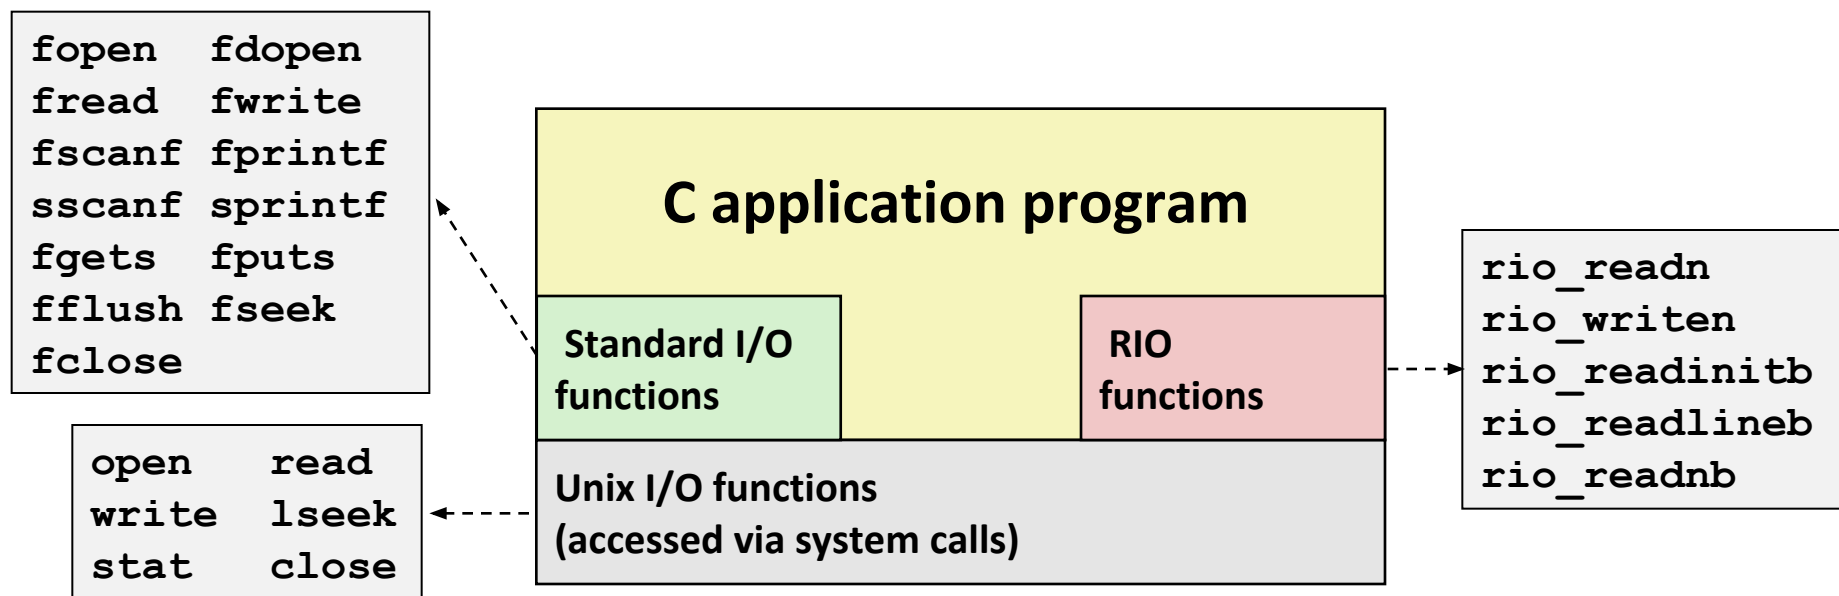 fopen fdopen
fread fwrite
fscanf fprintf
sscanf sprintf
fgets fputs
fflush fseek
fclose
open read
write lseek
stat close
C application program
Standard I/O
functions
RIO
functions
Unix I/O functions
(accessed via system calls)
rio_readn
rio_writen
rio_readinitb
rio_readlineb
rio_readnb